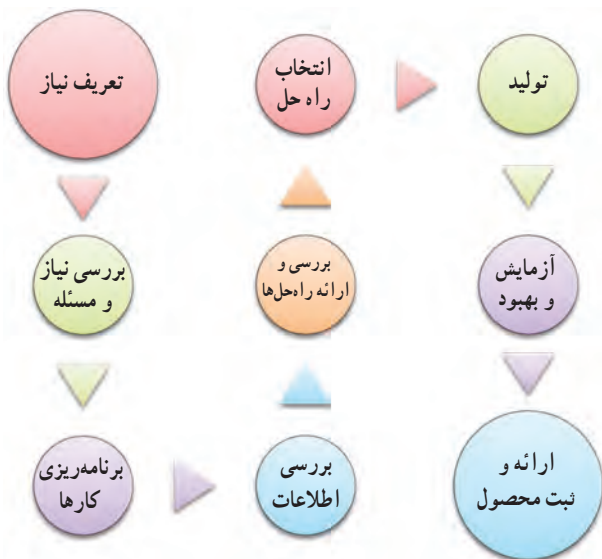 تعریف نیاز
بررسی نیاز
و مسئله
برنامه‌ریزی
کارها
بررسی
اطلاعات
بررسی و
ارائه راه‌حل‌ها
انتخاب
راه حل
تولید
آزمایش
و بهبود
ارائه و
ثبت محصول